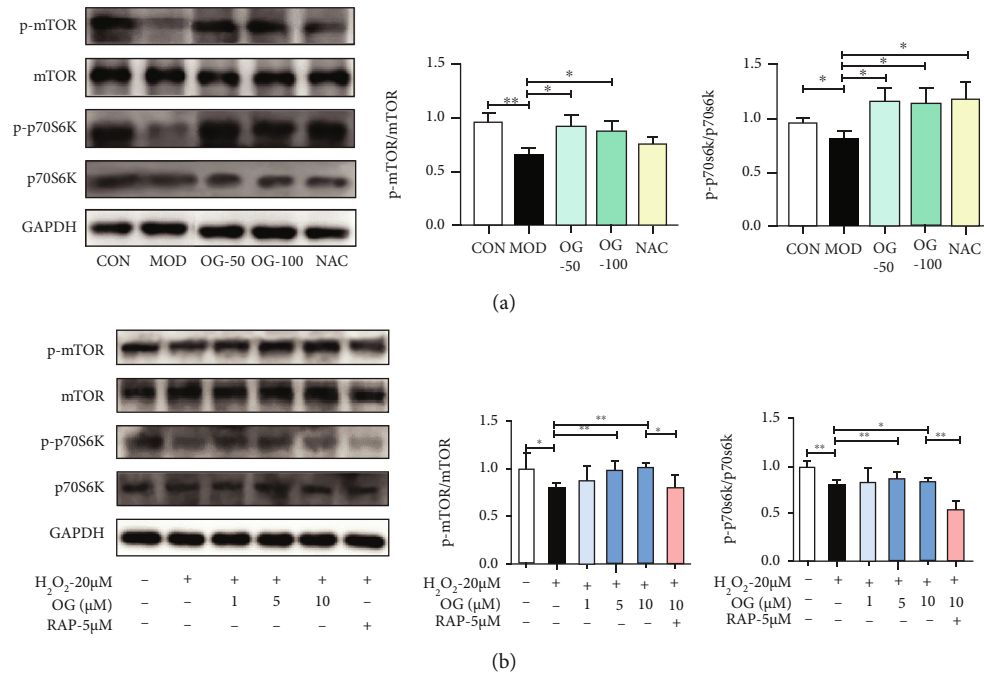 p-mTOR
mTOR
p-p70S6K
p70S6K
GAPDH
CON MOD OG-50 OG-100 NAC
p-mTOR/mTOR
1.5
1.0
0.5
0.0
** * *
CON MOD OG -50 OG -100 NAC
p-p70s6k/p70s6k
1.5
1.0
0.5
0.0
* * * *
CON MOD OG -50 OG -100 NAC
(a)
p-mTOR
mTOR
p-p70S6K
p70S6K
GAPDH
H2O2-20μM – + + + + +
OG (μM) – – 1 5 10 –
RAP-5μM – – – – – +
p-mTOR/mTOR
1.5
1.0
0.5
0.0
* ** ** *
H2O2-20μM – + + + + +
OG (μM) – – 1 5 10 10
RAP-5μM – – – – – +
p-p70s6k/p70s6k
1.5
1.0
0.5
0.0
** ** * **
H2O2-20μM – + + + + +
OG (μM) – – 1 5 10 10
RAP-5μM – – – – – +
(b)